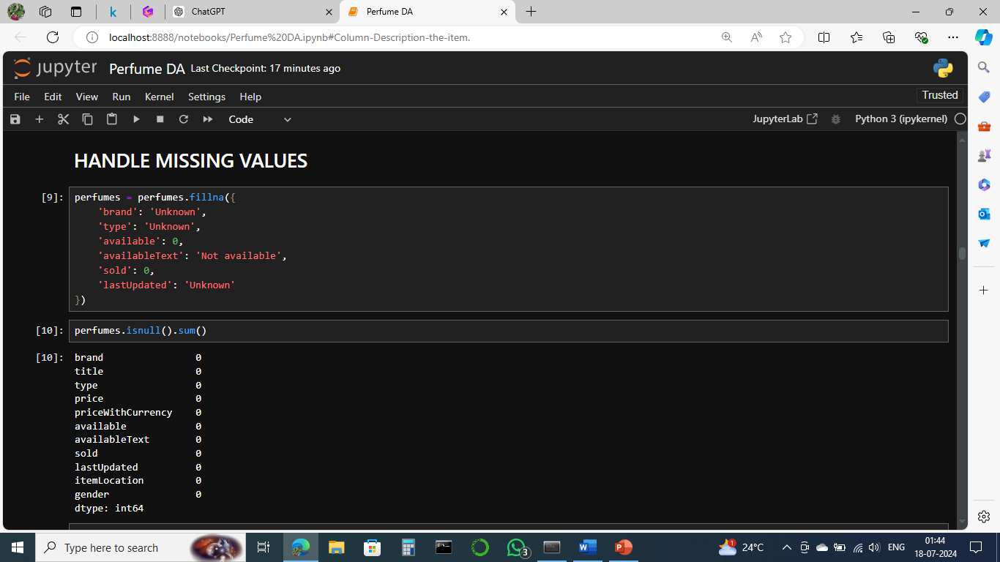 ChatGPT
Perfume DA
localhost:8888/notebooks/Perfume%20DA.ipynb#Column-Description-the-item.
jupyter Perfume DA Last Checkpoint: 17 minutes ago
File Edit View Run Kernel Settings Help Trusted
Code JupyterLab Python 3 (ipykernel)
HANDLE MISSING VALUES
[9]: perfumes = perfumes.fillna({
'brand': 'Unknown',
'type': 'Unknown',
'available': 0,
'availableText': 'Not available',
'sold': 0,
'lastUpdated': 'Unknown'
})
[10]: perfumes.isnull().sum()
[10]: brand 0
title 0
type 0
price 0
priceWithCurrency 0
available 0
availableText 0
sold 0
lastUpdated 0
itemLocation 0
gender 0
dtype: int64
Type here to search
3
1
24°C
ENG
01:44
18-07-2024